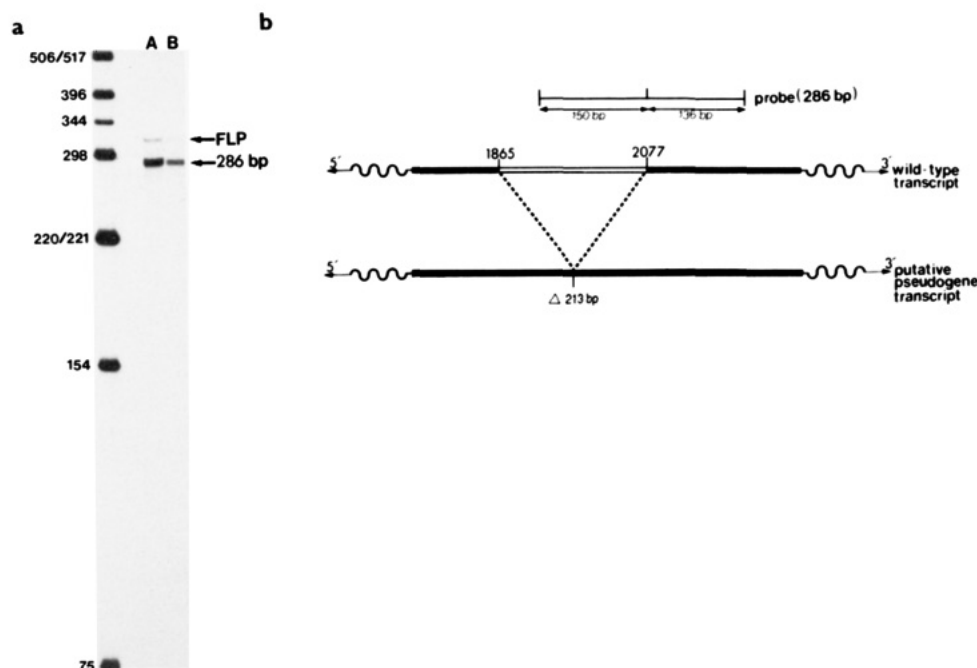 a
A B
506/517
396
344
FLP
298
286 bp
220/221
154
75
b
probe(286 bp)
150 bp
136 bp
1865
2077
5´
3´
wild-type
transcript
5´
3´
putative
pseudogene
transcript
△ 213 bp